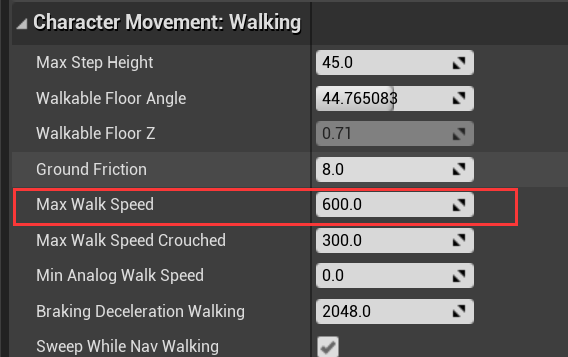 Character Movement: Walking
Max Step Height 45.0
Walkable Floor Angle 44.765083
Walkable Floor Z 0.71
Ground Friction 8.0
Max Walk Speed 600.0
Max Walk Speed Crouched 300.0
Min Analog Walk Speed 0.0
Braking Deceleration Walking 2048.0
Sweep While Nav Walking